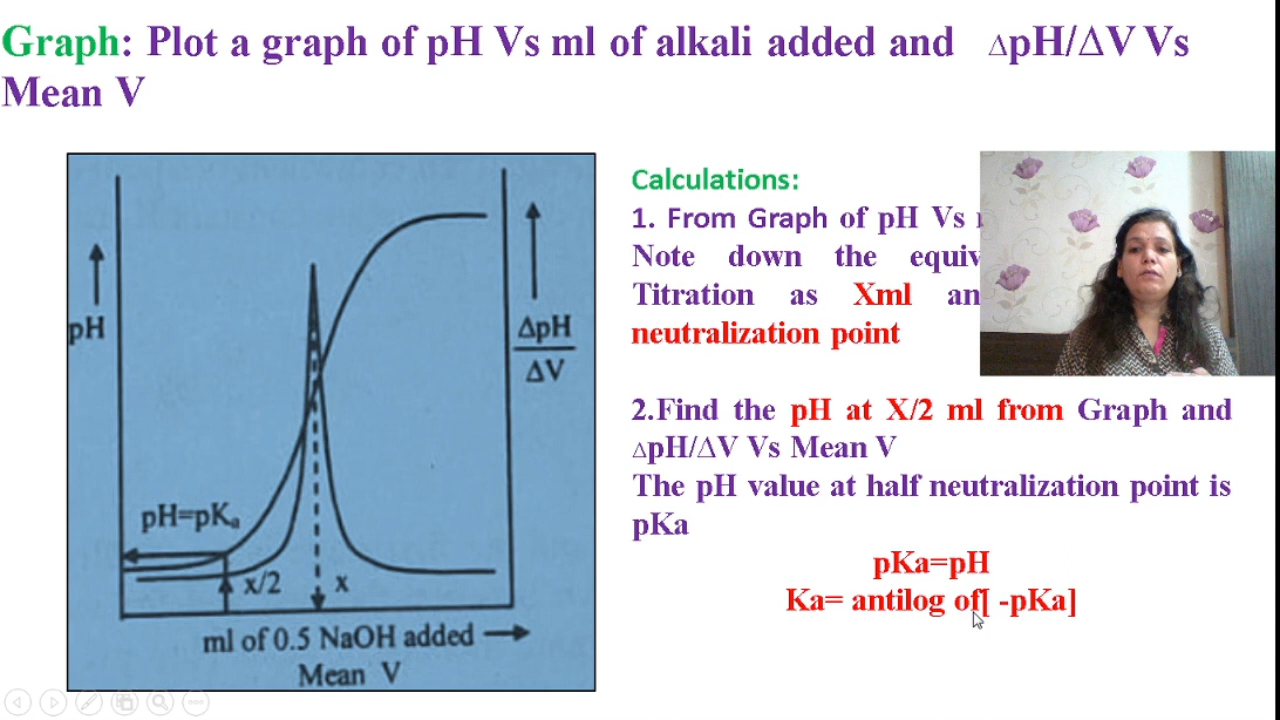 Graph: Plot a graph of pH Vs ml of alkali added and ∆pH/∆V Vs
Mean V
pH
∆pH
∆V
pH=pKa
x/2
x
ml of 0.5 NaOH added
Mean V
Calculations:
1. From Graph of pH Vs
Note down the
Titration as Xml
neutralization point
2.Find the pH at X/2 ml from Graph and
∆pH/∆V Vs Mean V
The pH value at half neutralization point is
pKa
pKa=pH
Ka= antilog of[ -pKa]